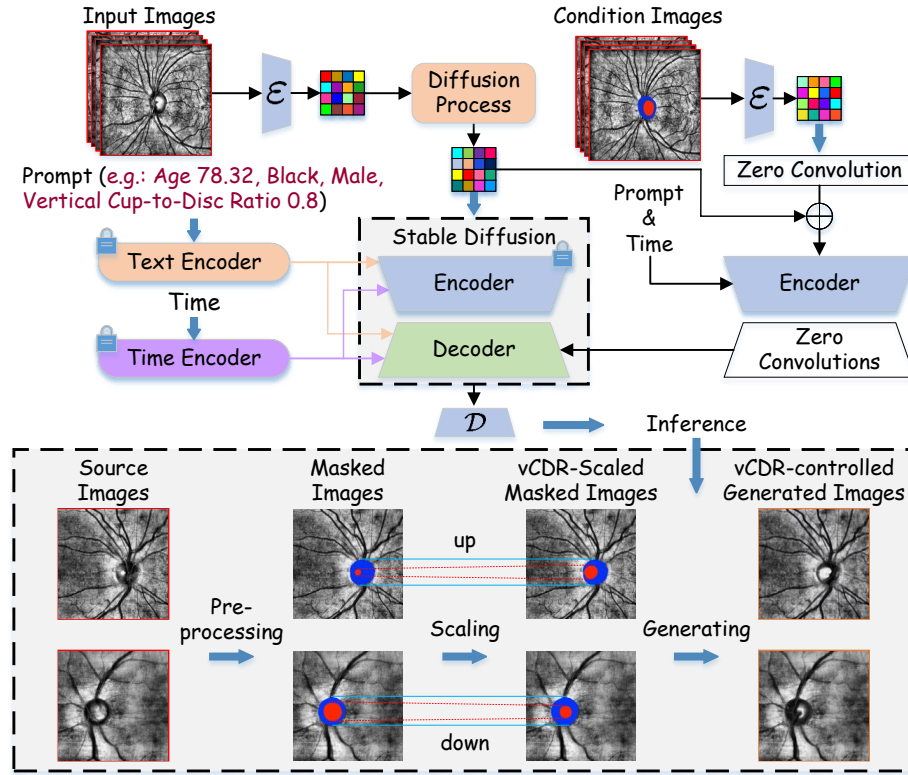 Input Images
Condition Images
ℰ
Diffusion
Process
ℰ
Zero Convolution
Prompt (e.g.: Age 78.32, Black, Male,
Vertical Cup-to-Disc Ratio 0.8)
Prompt
&
Time
Stable Diffusion
Text Encoder
Encoder
Encoder
Time
Time Encoder
Decoder
Zero
Convolutions
𝒟
Inference
Source
Images
Masked
Images
vCDR-Scaled
Masked Images
vCDR-controlled
Generated Images
up
Pre-
processing
Scaling
Generating
down